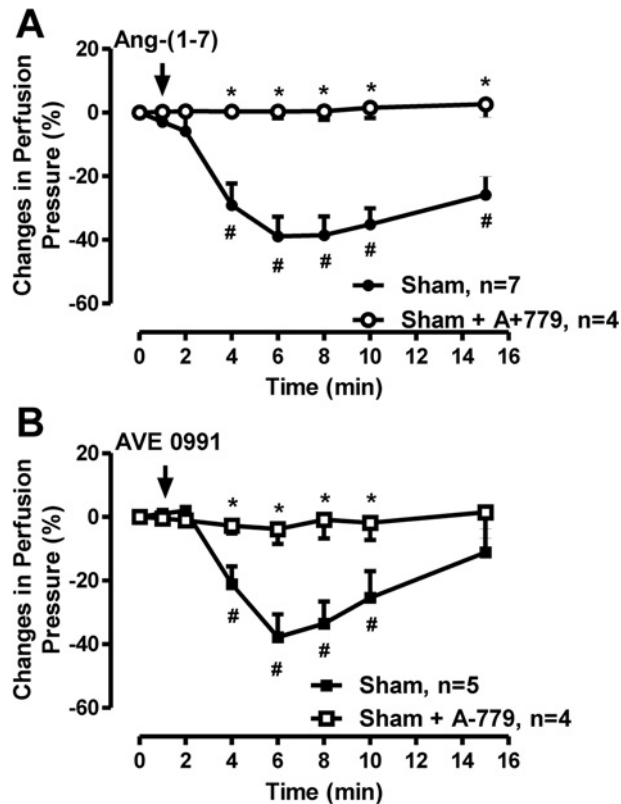 A
Ang-(1-7)
20
0
-20
-40
-60
Changes in Perfusion
Pressure (%)
* * * * *
# # # # #
Sham, n=7
Sham + A+779, n=4
0 2 4 6 8 10 12 14 16
Time (min)
B
AVE 0991
20
0
-20
-40
-60
Changes in Perfusion
Pressure (%)
* * * *
# # # #
Sham, n=5
Sham + A-779, n=4
0 2 4 6 8 10 12 14 16
Time (min)